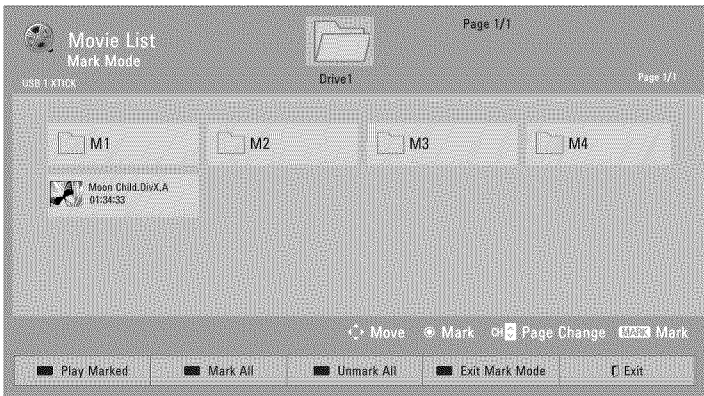 Movie List
Page 1/1
Mark Mode
Drive1
USB 1 XTICK
Page 1/1
M1
M2
M3
M4
Moon Child.DivX.A
01:34:33
Move
Mark
CH
Page Change
MARK Mark
Play Marked
Mark All
Unmark All
Exit Mark Mode
Exit